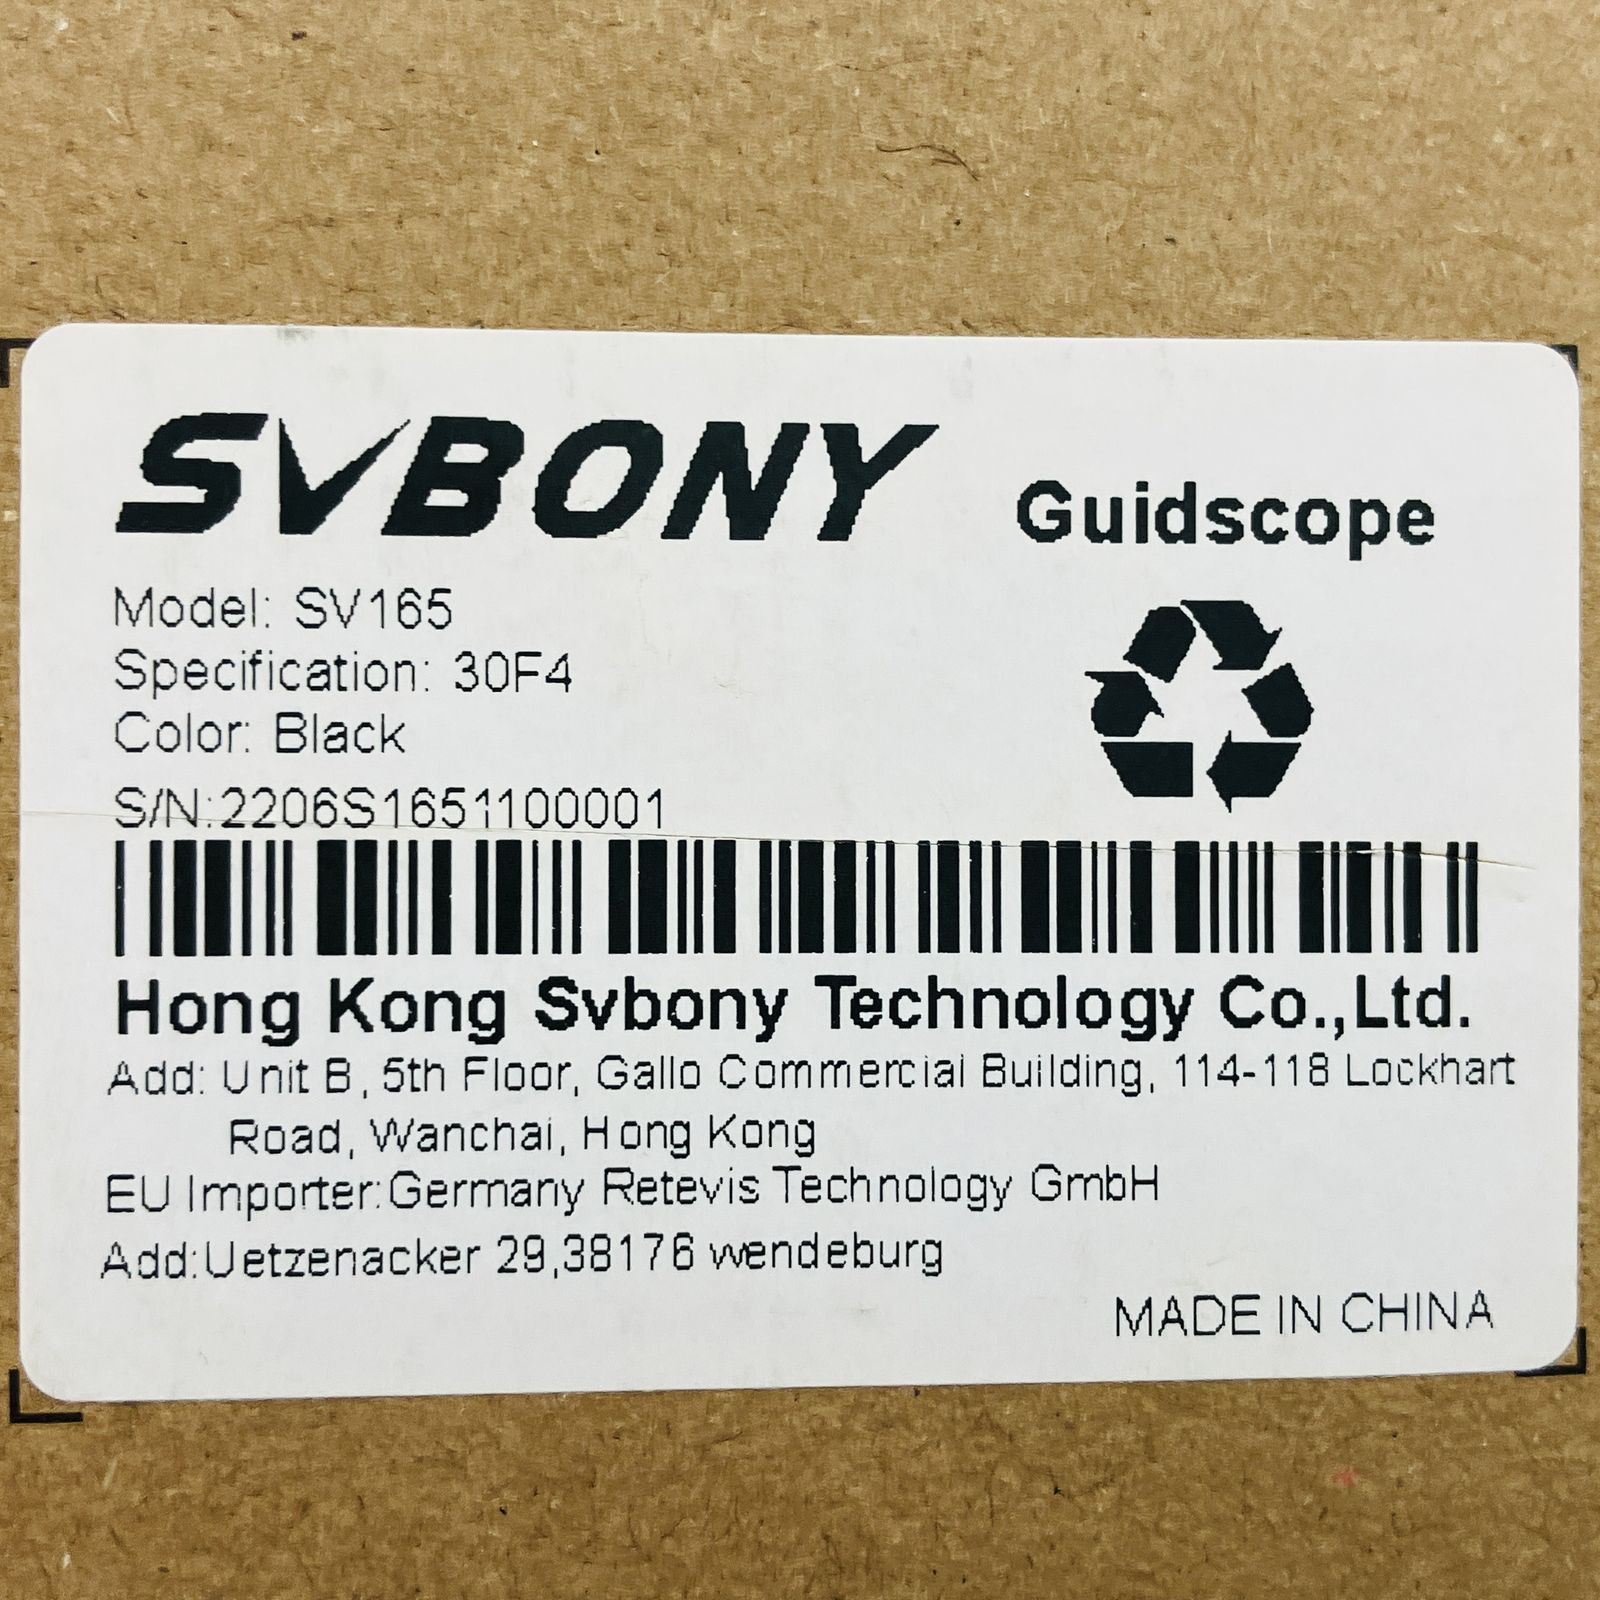 SVBONY Guidscope
Model: SV165
Specification: 30F4
Color: Black
S/N:2206S1651100001
Hong Kong Svbony Technology Co.,Ltd.
Add: Unit B, 5th Floor, Gallo Commercial Building, 114-118 Lockhart
Road, Wanchai, Hong Kong
EU Importer:Germany Retevis Technology GmbH
Add:Uetzenacker 29,38176 wendeburg
MADE IN CHINA